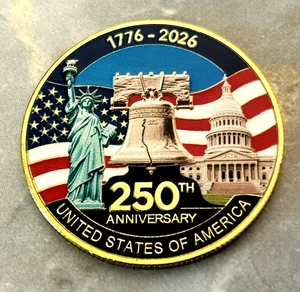 1776 - 2026
250TH
ANNIVERSARY
UNITED STATES OF AMERICA